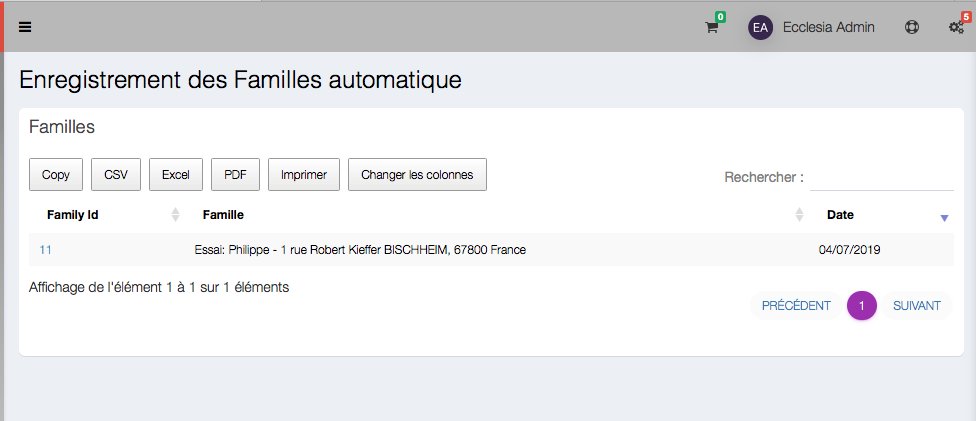 0
EA Ecclesia Admin
5
Enregistrement des Familles automatique
Familles
Copy CSV Excel PDF Imprimer Changer les colonnes
Rechercher :
Family Id Famille Date
11 Essai: Philippe - 1 rue Robert Kieffer BISCHHEIM, 67800 France 04/07/2019
Affichage de l'élément 1 à 1 sur 1 éléments
PRÉCÉDENT 1 SUIVANT